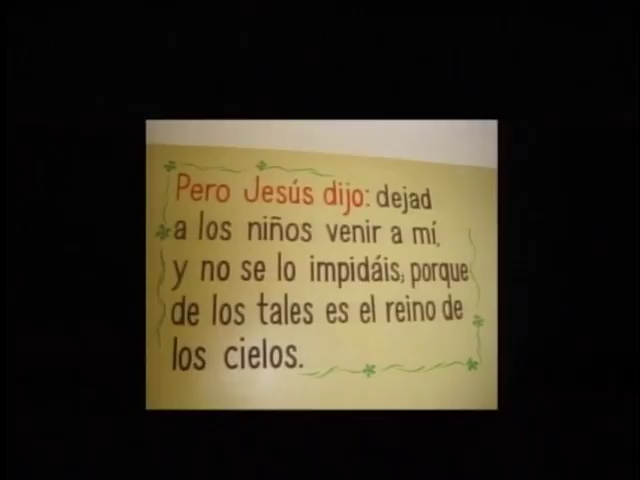 Pero Jesús dijo: dejad
a los niños venir a mí,
y no se lo impidáis; porque
de los tales es el reino de
los cielos.